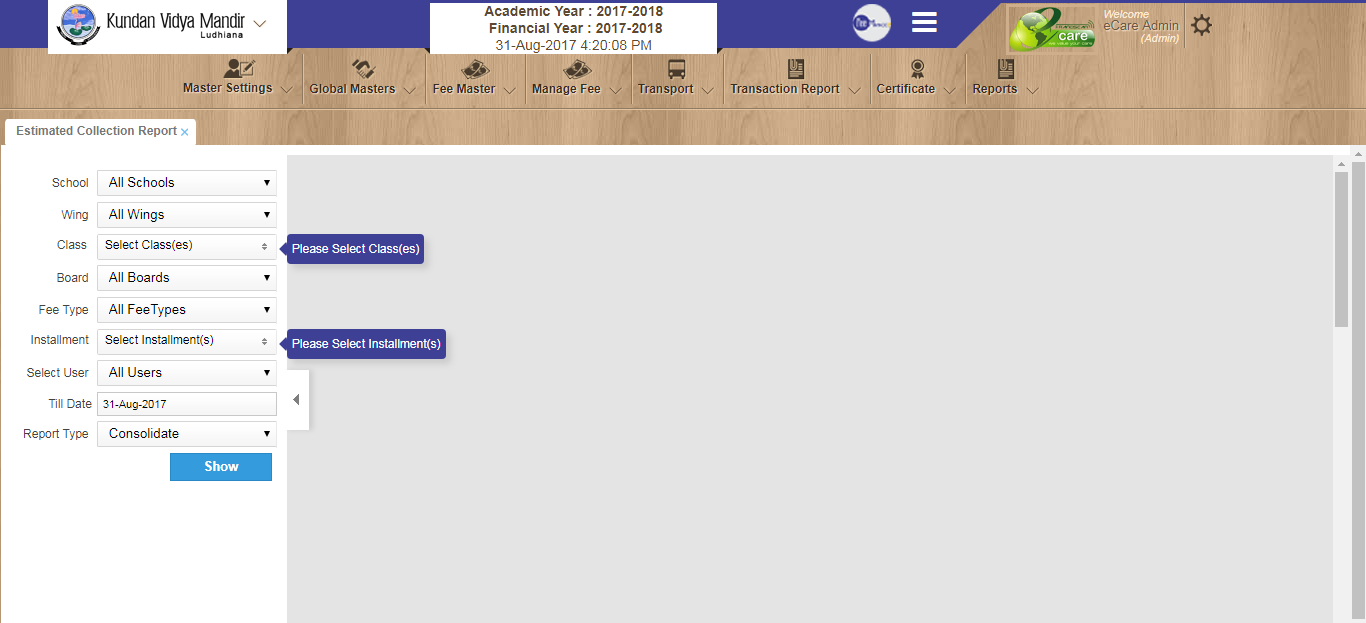 Kundan Vidya Mandir
Ludhiana
Academic Year : 2017-2018
Financial Year : 2017-2018
31-Aug-2017 4:20:08 PM
care
Welcome
eCare Admin
(Admin)
Master Settings
Global Masters
Fee Master
Manage Fee
Transport
Transaction Report
Certificate
Reports
Estimated Collection Report ×
School All Schools
Wing All Wings
Class Select Class(es) Please Select Class(es)
Board All Boards
Fee Type All FeeTypes
Installment Select Installment(s) Please Select Installment(s)
Select User All Users
Till Date 31-Aug-2017
Report Type Consolidate
Show